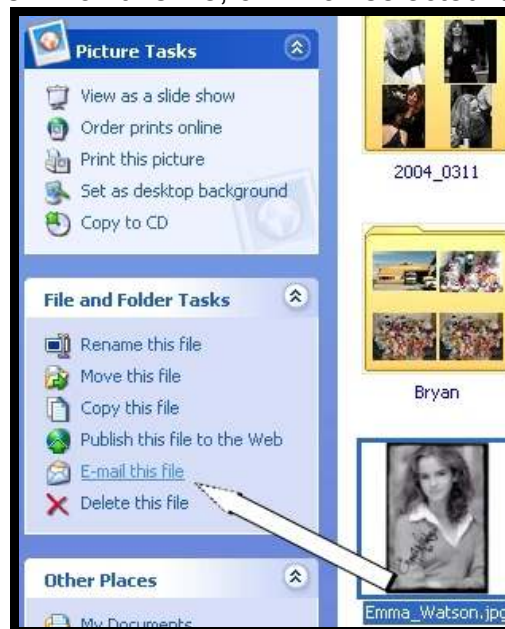 Picture Tasks
View as a slide show
Order prints online
Print this picture
Set as desktop background
Copy to CD
2004_0311
File and Folder Tasks
Rename this file
Move this file
Copy this file
Publish this file to the Web
E-mail this file
Delete this file
Bryan
Other Places
My Documents
Emma_Watson.jpg